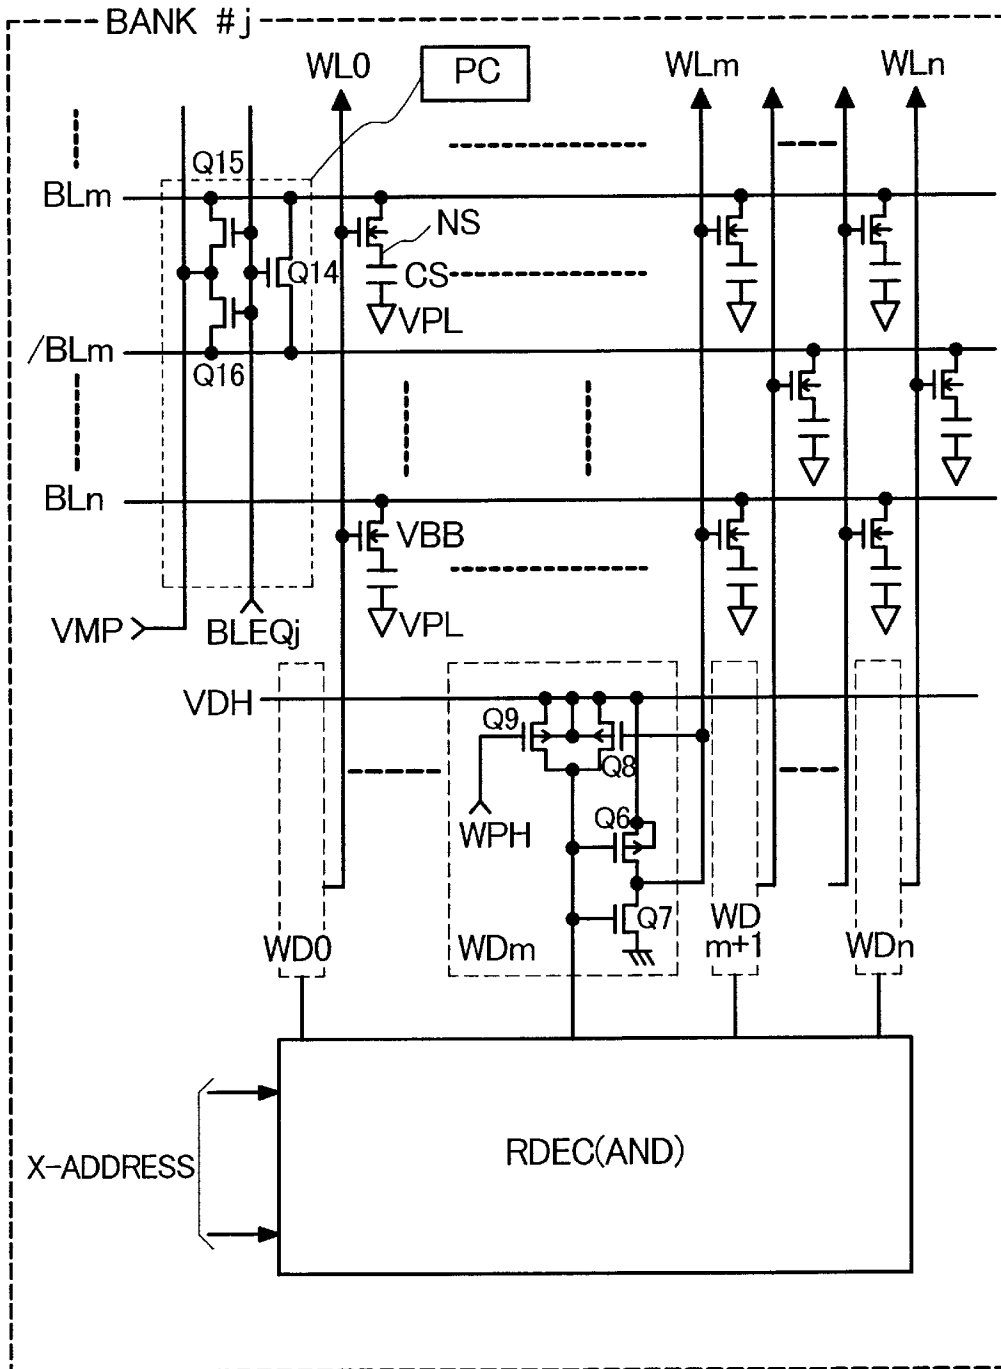 BANK #j
WL0
PC
WLm
WLn
Q15
BLm
NS
Q14
CS
VPL
/BLm
Q16
BLn
VBB
VMP
BLEQj
VPL
VDH
Q9
Q8
WPH
Q6
Q7
WD0
WDm
WD
m+1
WDn
X-ADDRESS
RDEC(AND)